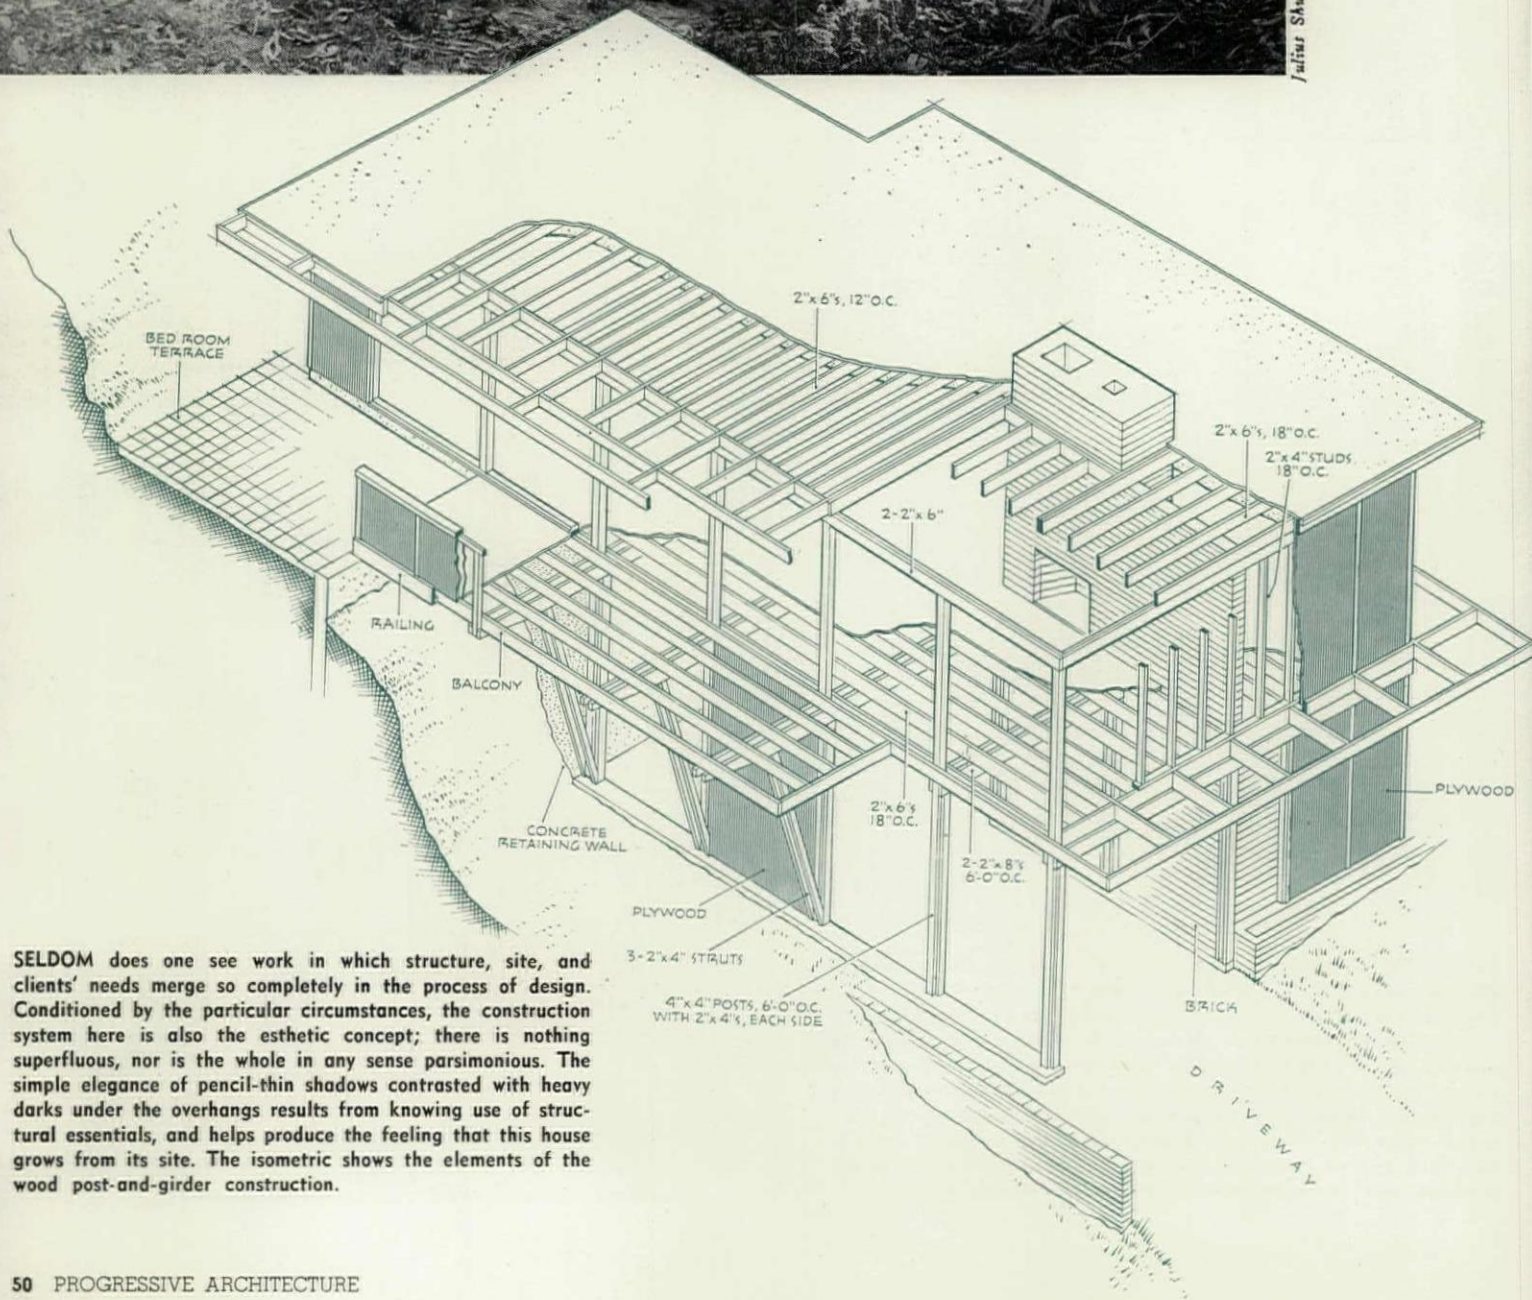 Julius
BED ROOM
TERRACE
2"x 6"s, 12"O.C.
2"x 6"s, 18"O.C.
2"x 4" STUDS
18"O.C.
2-2"x 6"
RAILING
BALCONY
CONCRETE
RETAINING WALL
2"x 6"s
18"O.C.
2-2"x 8"s
6'-0"O.C.
PLYWOOD
PLYWOOD
3-2"x 4" STRUTS
4"x 4" POSTS, 6'-0"O.C.
WITH 2"x 4"s, EACH SIDE
BRICK
DRIVEWAY
SELDOM does one see work in which structure, site, and
clients' needs merge so completely in the process of design.
Conditioned by the particular circumstances, the construction
system here is also the esthetic concept; there is nothing
superfluous, nor is the whole in any sense parsimonious. The
simple elegance of pencil-thin shadows contrasted with heavy
darks under the overhangs results from knowing use of struc-
tural essentials, and helps produce the feeling that this house
grows from its site. The isometric shows the elements of the
wood post-and-girder construction.
50 PROGRESSIVE ARCHITECTURE